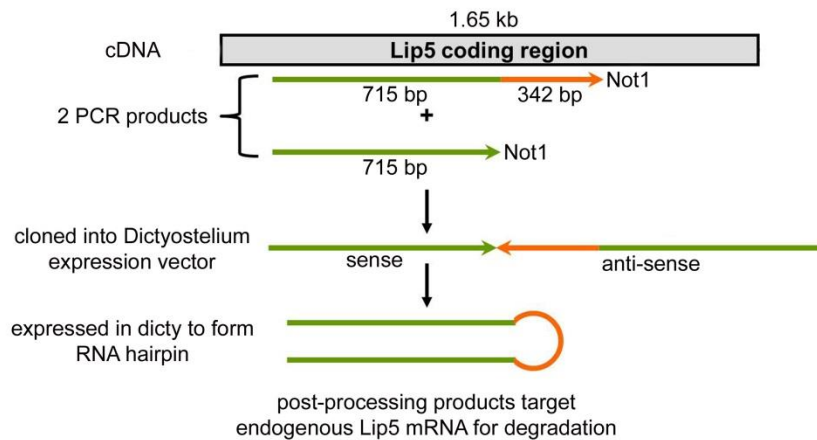 1.65 kb
cDNA
Lip5 coding region
Not1
715 bp
342 bp
2 PCR products
+
Not1
715 bp
cloned into Dictyostelium
expression vector
sense
anti-sense
expressed in dicty to form
RNA hairpin
post-processing products target
endogenous Lip5 mRNA for degradation